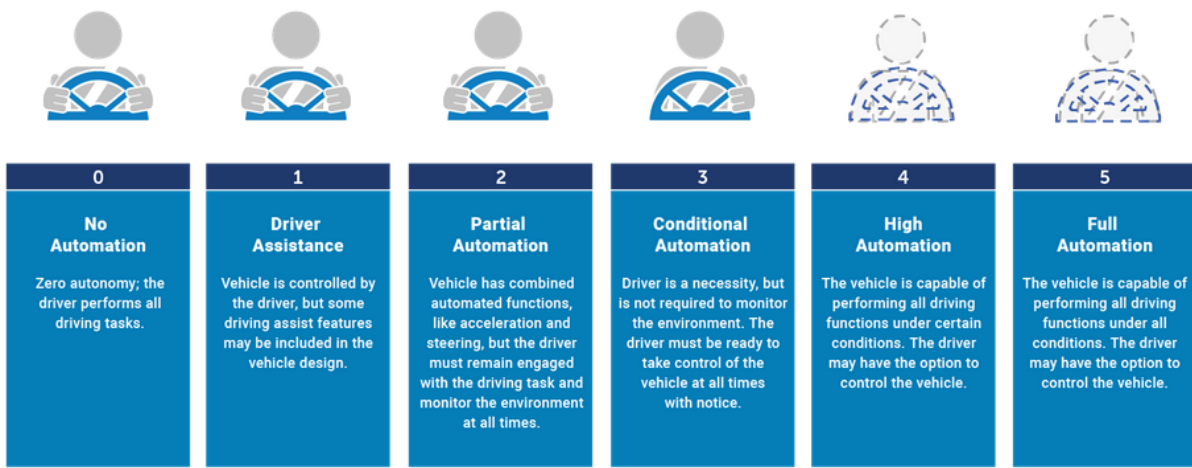 0
No
Automation
Zero autonomy; the
driver performs all
driving tasks.
1
Driver
Assistance
Vehicle is controlled by
the driver, but some
driving assist features
may be included in the
vehicle design.
2
Partial
Automation
Vehicle has combined
automated functions,
like acceleration and
steering, but the driver
must remain engaged
with the driving task and
monitor the environment
at all times.
3
Conditional
Automation
Driver is a necessity, but
is not required to monitor
the environment. The
driver must be ready to
take control of the
vehicle at all times
with notice.
4
High
Automation
The vehicle is capable of
performing all driving
functions under certain
conditions. The driver
may have the option to
control the vehicle.
5
Full
Automation
The vehicle is capable of
performing all driving
functions under all
conditions. The driver
may have the option to
control the vehicle.